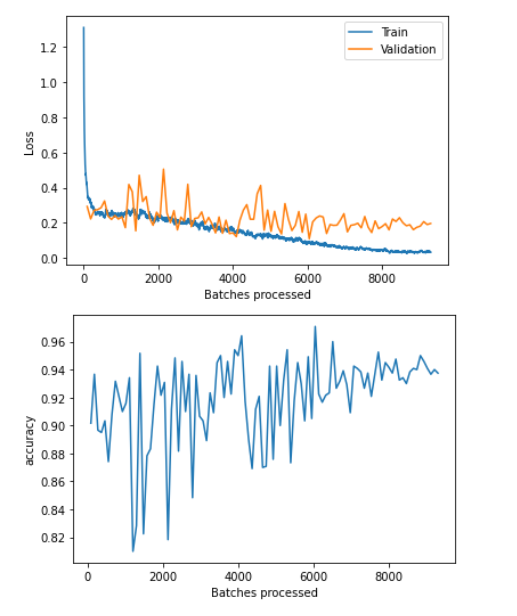 Train
Validation
Loss
1.2
1.0
0.8
0.6
0.4
0.2
0.0
0 2000 4000 6000 8000
Batches processed
accuracy
0.96
0.94
0.92
0.90
0.88
0.86
0.84
0.82
0 2000 4000 6000 8000
Batches processed